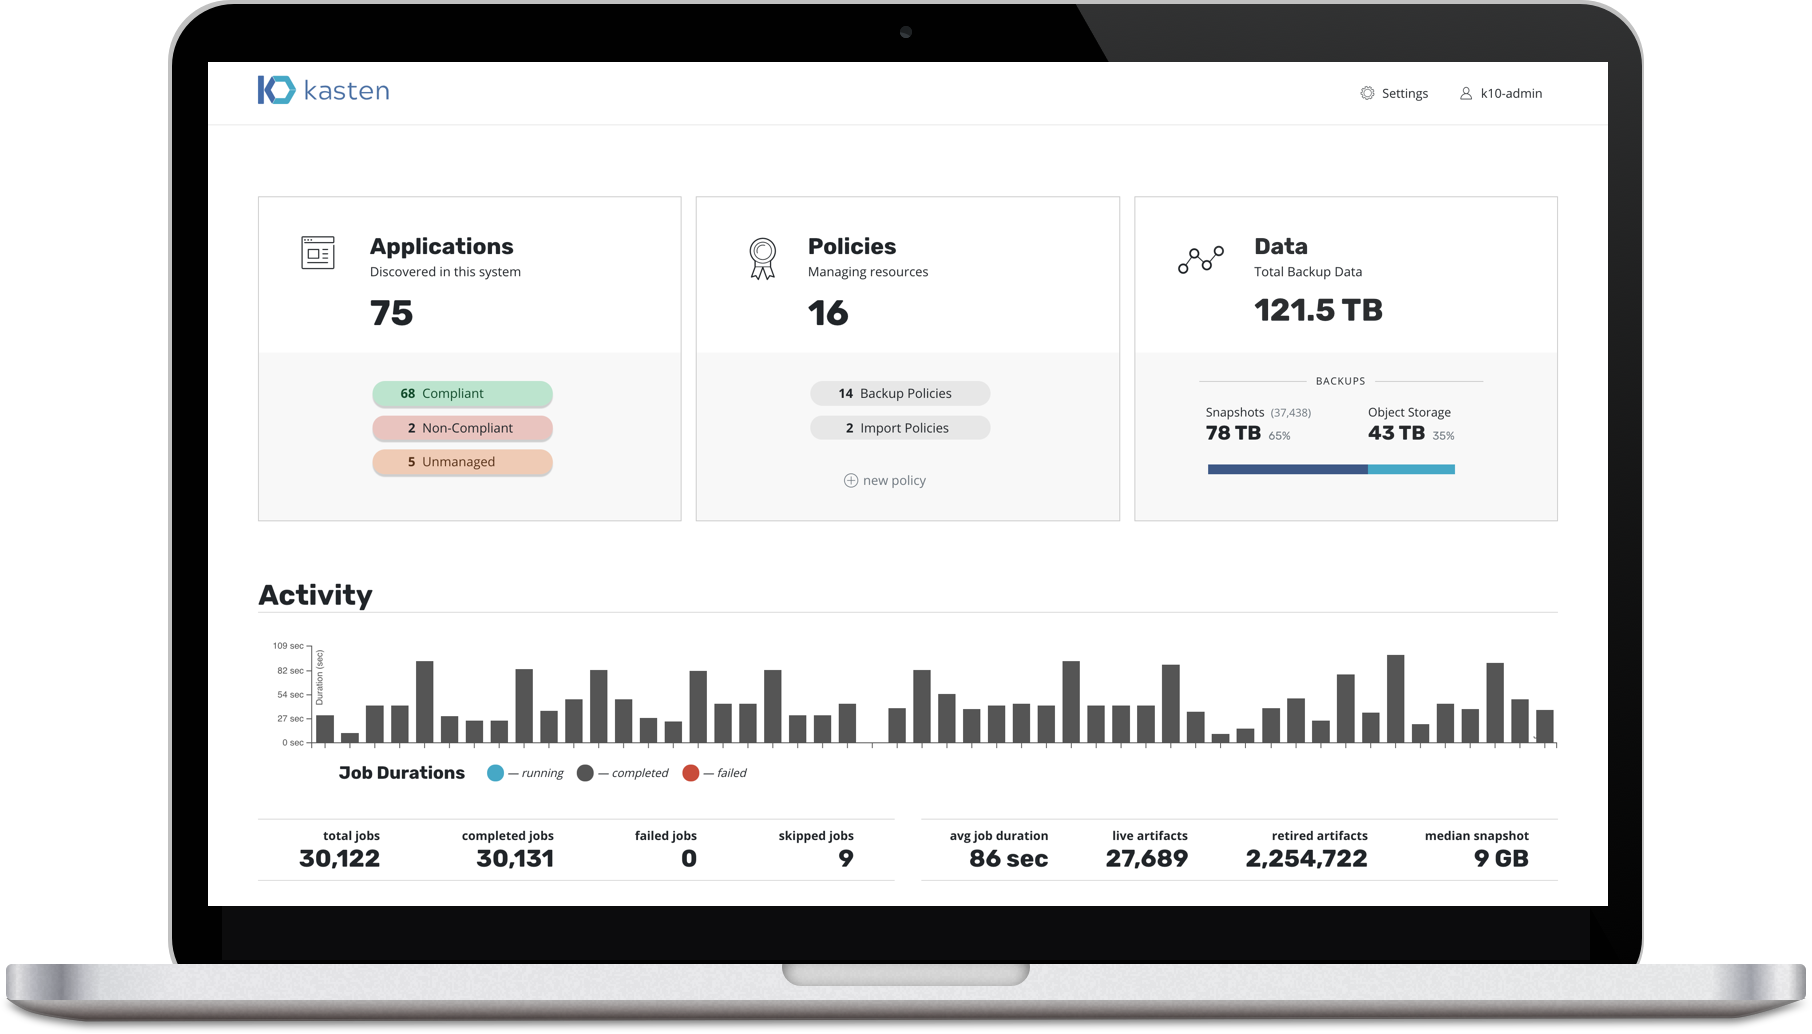 kasten
Settings
k10-admin
Applications
Discovered in this system
75
68 Compliant
2 Non-Compliant
5 Unmanaged
Policies
Managing resources
16
14 Backup Policies
2 Import Policies
new policy
Data
Total Backup Data
121.5 TB
BACKUPS
Snapshots (37,438)
78 TB 65%
Object Storage
43 TB 35%
Activity
109 sec
82 sec
54 sec
27 sec
0 sec
Duration (sec)
Job Durations
— running
— completed
— failed
total jobs
30,122
completed jobs
30,131
failed jobs
0
skipped jobs
9
avg job duration
86 sec
live artifacts
27,689
retired artifacts
2,254,722
median snapshot
9 GB